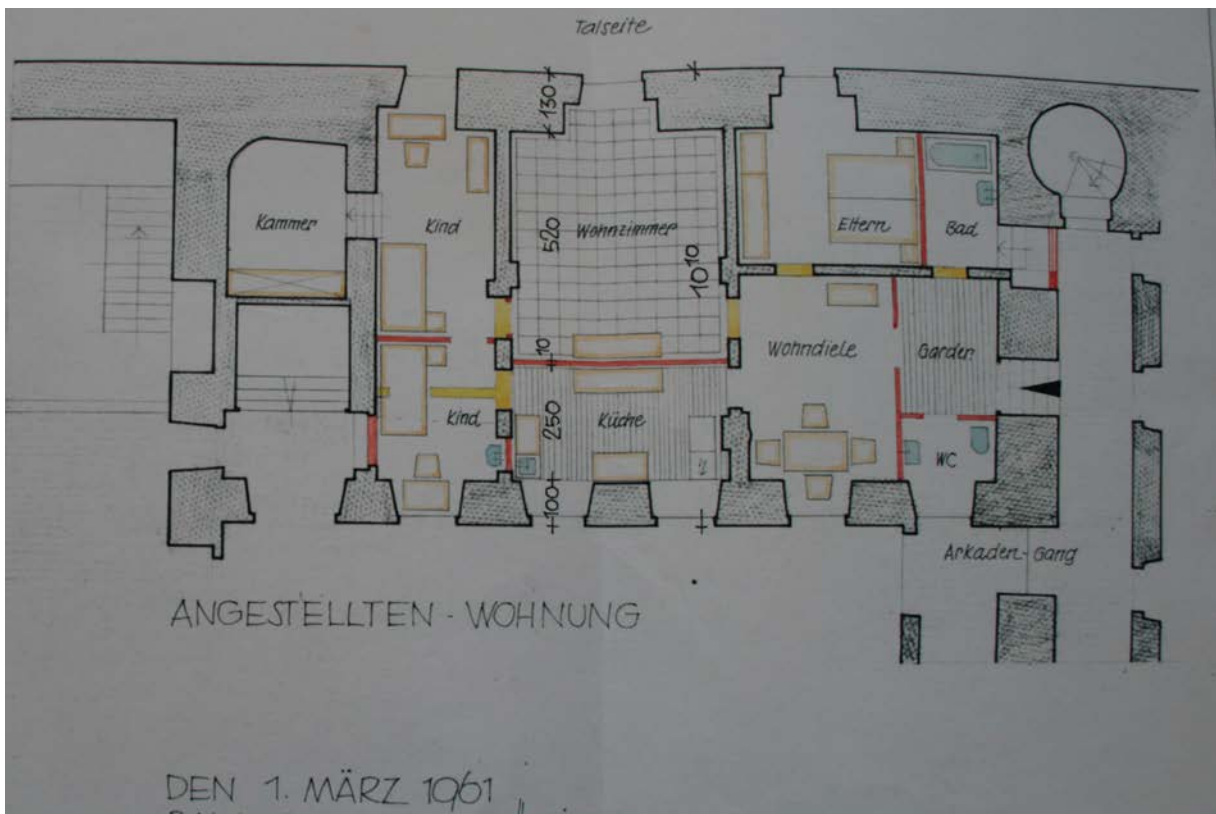 Talseite
130
Kammer
Kind
520
Wohnzimmer
10¹⁰
Eltern
Bad
10
Wohndiele
Garder
Kind
250
Küche
WC
100
Arkaden-Gang
ANGESTELLTEN-WOHNUNG
DEN 1. MÄRZ 1961